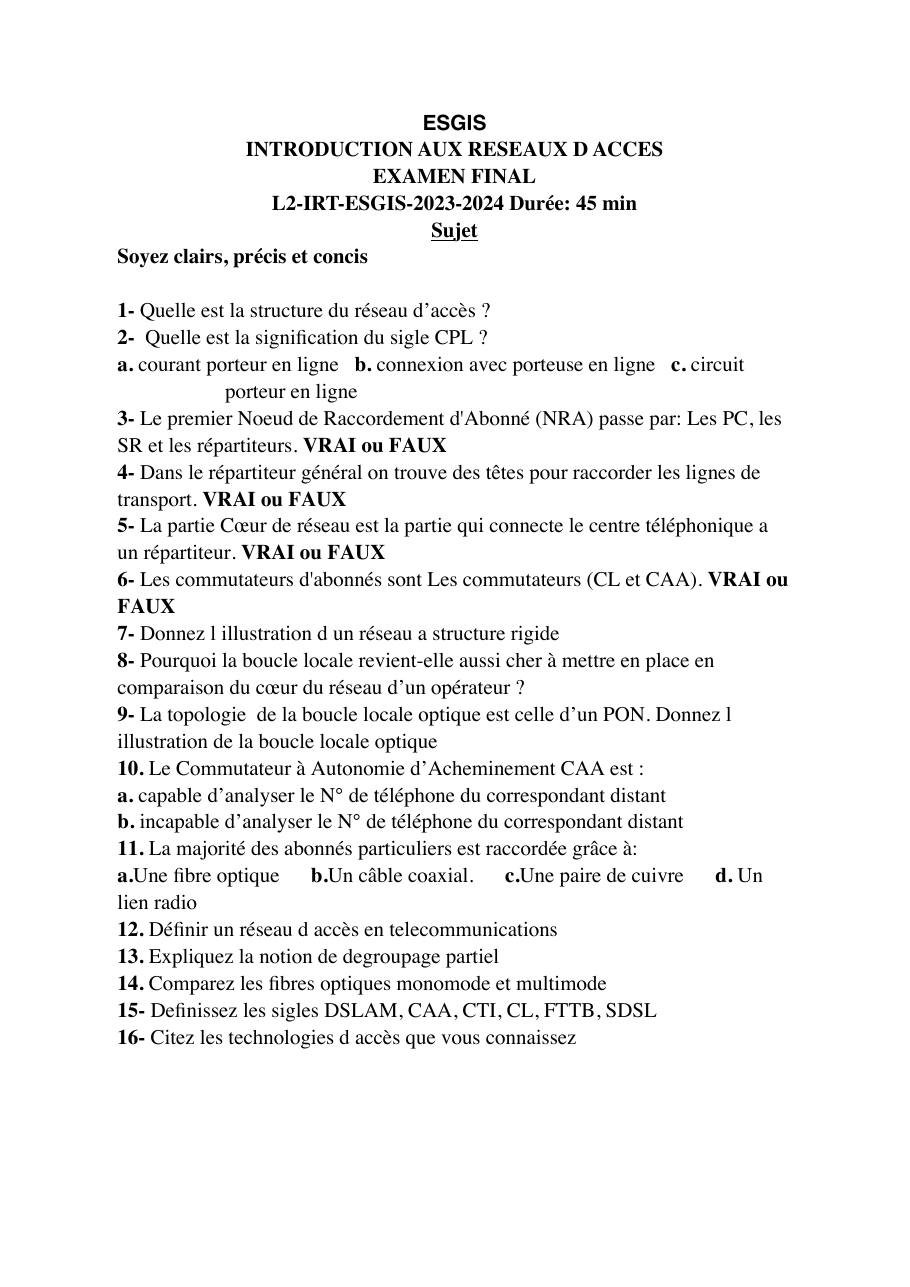 ESGIS
INTRODUCTION AUX RESEAUX D ACCES
EXAMEN FINAL
L2-IRT-ESGIS-2023-2024 Durée: 45 min
Sujet
Soyez clairs, précis et concis
1- Quelle est la structure du réseau d’accès ?
2- Quelle est la signification du sigle CPL ?
a. courant porteur en ligne b. connexion avec porteuse en ligne c. circuit
porteur en ligne
3- Le premier Noeud de Raccordement d'Abonné (NRA) passe par: Les PC, les
SR et les répartiteurs. VRAI ou FAUX
4- Dans le répartiteur général on trouve des têtes pour raccorder les lignes de
transport. VRAI ou FAUX
5- La partie Cœur de réseau est la partie qui connecte le centre téléphonique a
un répartiteur. VRAI ou FAUX
6- Les commutateurs d'abonnés sont Les commutateurs (CL et CAA). VRAI ou
FAUX
7- Donnez l illustration d un réseau a structure rigide
8- Pourquoi la boucle locale revient-elle aussi cher à mettre en place en
comparaison du cœur du réseau d’un opérateur ?
9- La topologie de la boucle locale optique est celle d’un PON. Donnez l
illustration de la boucle locale optique
10. Le Commutateur à Autonomie d’Acheminement CAA est :
a. capable d’analyser le N° de téléphone du correspondant distant
b. incapable d’analyser le N° de téléphone du correspondant distant
11. La majorité des abonnés particuliers est raccordée grâce à:
a.Une fibre optique b.Un câble coaxial. c.Une paire de cuivre d. Un
lien radio
12. Définir un réseau d accès en telecommunications
13. Expliquez la notion de degroupage partiel
14. Comparez les fibres optiques monomode et multimode
15- Definissez les sigles DSLAM, CAA, CTI, CL, FTTB, SDSL
16- Citez les technologies d accès que vous connaissez